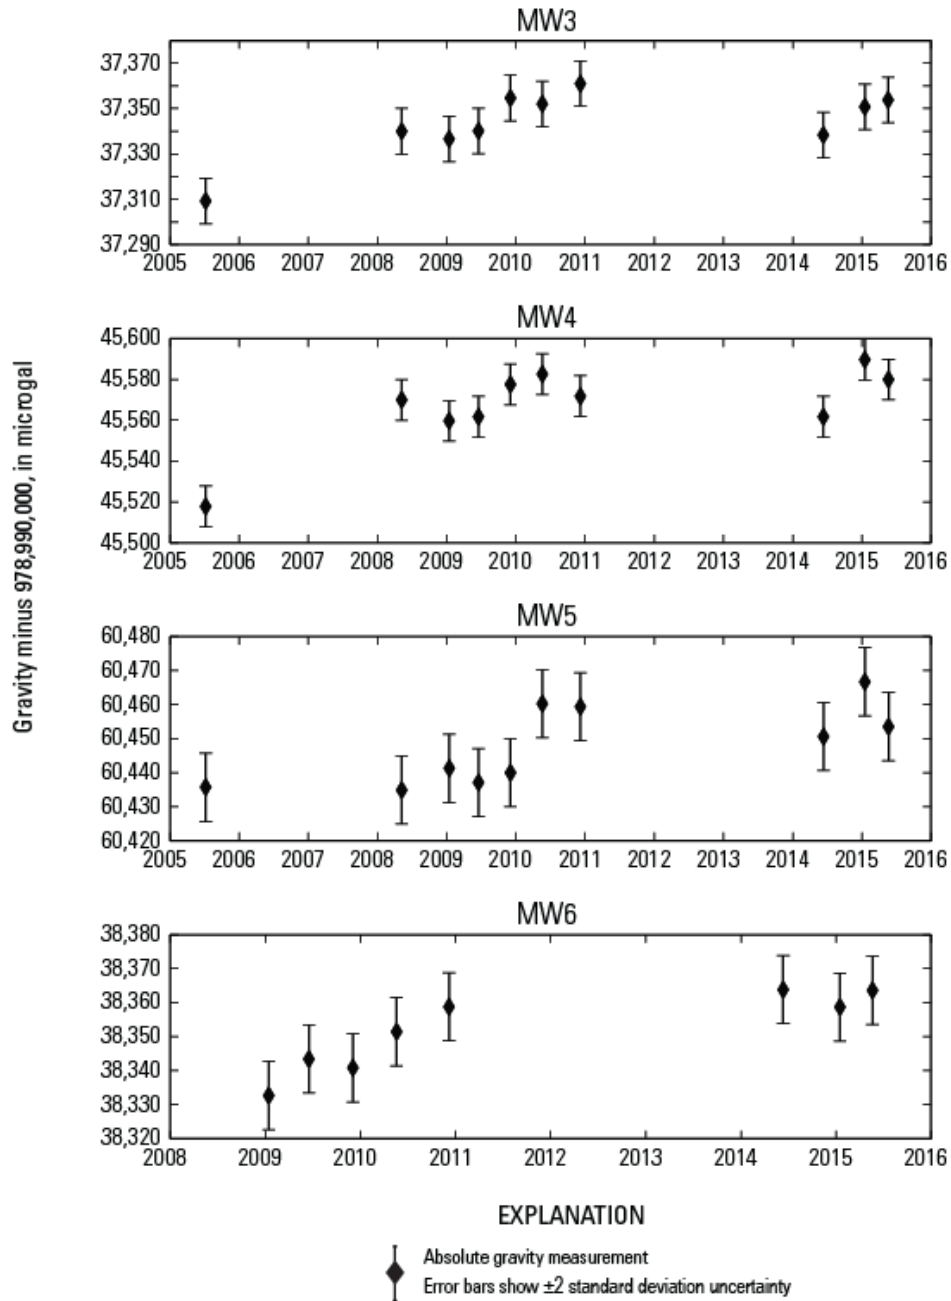 MW3
37,370
37,350
37,330
37,310
37,290
2005 2006 2007 2008 2009 2010 2011 2012 2013 2014 2015 2016
MW4
45,600
45,580
45,560
45,540
45,520
45,500
2005 2006 2007 2008 2009 2010 2011 2012 2013 2014 2015 2016
Gravity minus 978,990,000, in microgal
MW5
60,480
60,470
60,460
60,450
60,440
60,430
60,420
2005 2006 2007 2008 2009 2010 2011 2012 2013 2014 2015 2016
MW6
38,380
38,370
38,360
38,350
38,340
38,330
38,320
2008 2009 2010 2011 2012 2013 2014 2015 2016
EXPLANATION
Absolute gravity measurement
Error bars show ±2 standard deviation uncertainty